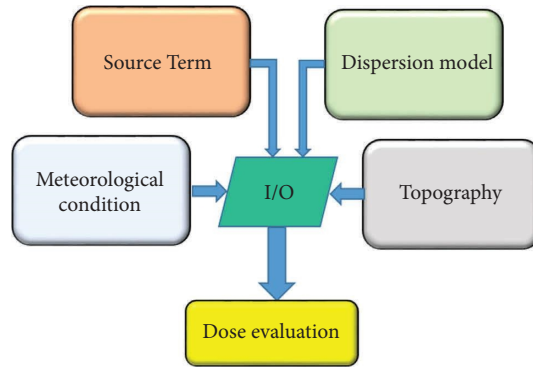 Source Term
Dispersion model
Meteorological
condition
I/O
Topography
Dose evaluation